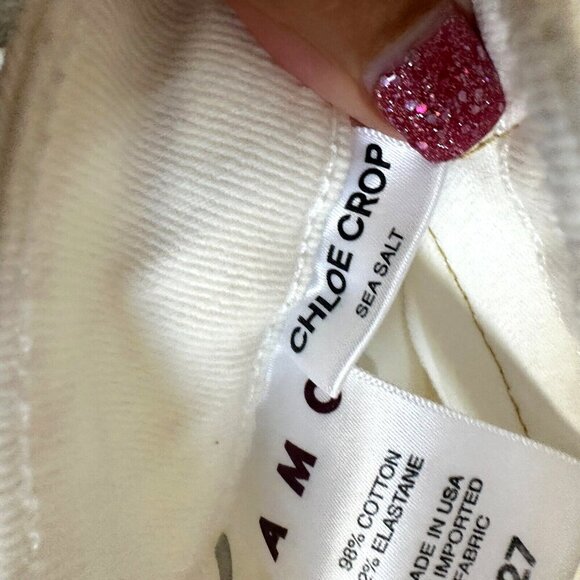 CHLOE CROP
SEA SALT
A M O
98% COTTON
2% ELASTANE
MADE IN USA
IMPORTED
FABRIC
27